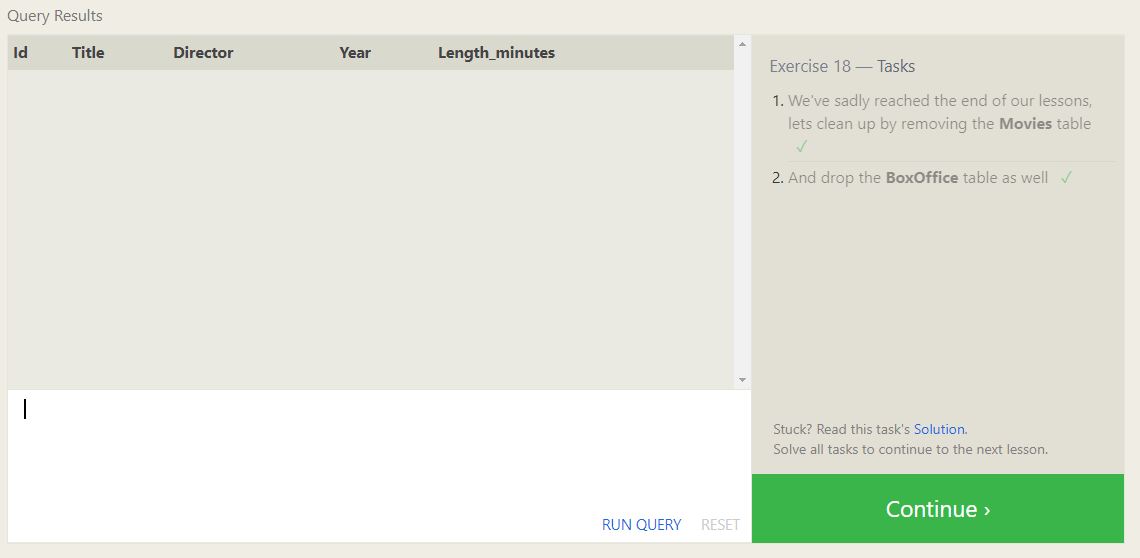 Query Results
Id Title Director Year Length_minutes
RUN QUERY RESET
Exercise 18 — Tasks
1. We've sadly reached the end of our lessons,
lets clean up by removing the Movies table
✓
2. And drop the BoxOffice table as well ✓
Stuck? Read this task's Solution.
Solve all tasks to continue to the next lesson.
Continue ›